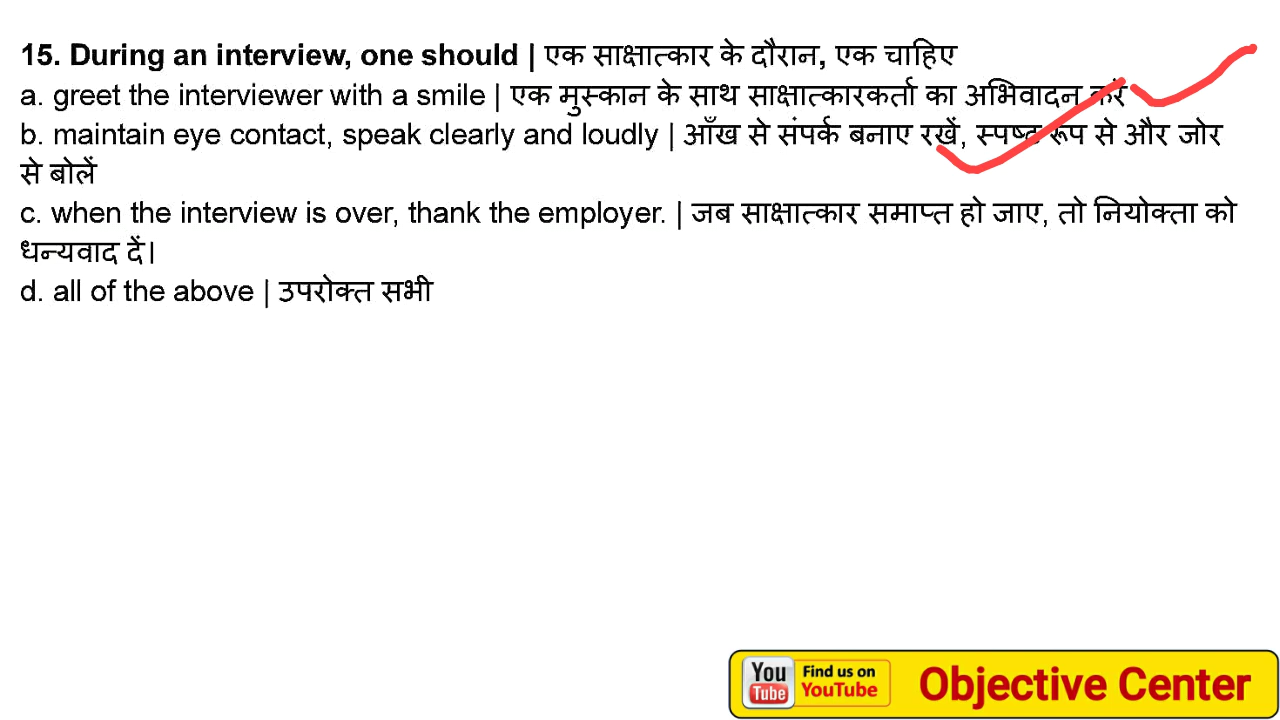 15. During an interview, one should | एक साक्षात्कार के दौरान, एक चाहिए
a. greet the interviewer with a smile | एक मुस्कान के साथ साक्षात्कारकर्ता का अभिवादन करें
b. maintain eye contact, speak clearly and loudly | आँख से संपर्क बनाए रखें, स्पष्ट रूप से और जोर
से बोलें
c. when the interview is over, thank the employer. | जब साक्षात्कार समाप्त हो जाए, तो नियोक्ता को
धन्यवाद दें।
d. all of the above | उपरोक्त सभी
You Tube
Find us on
YouTube
Objective Center